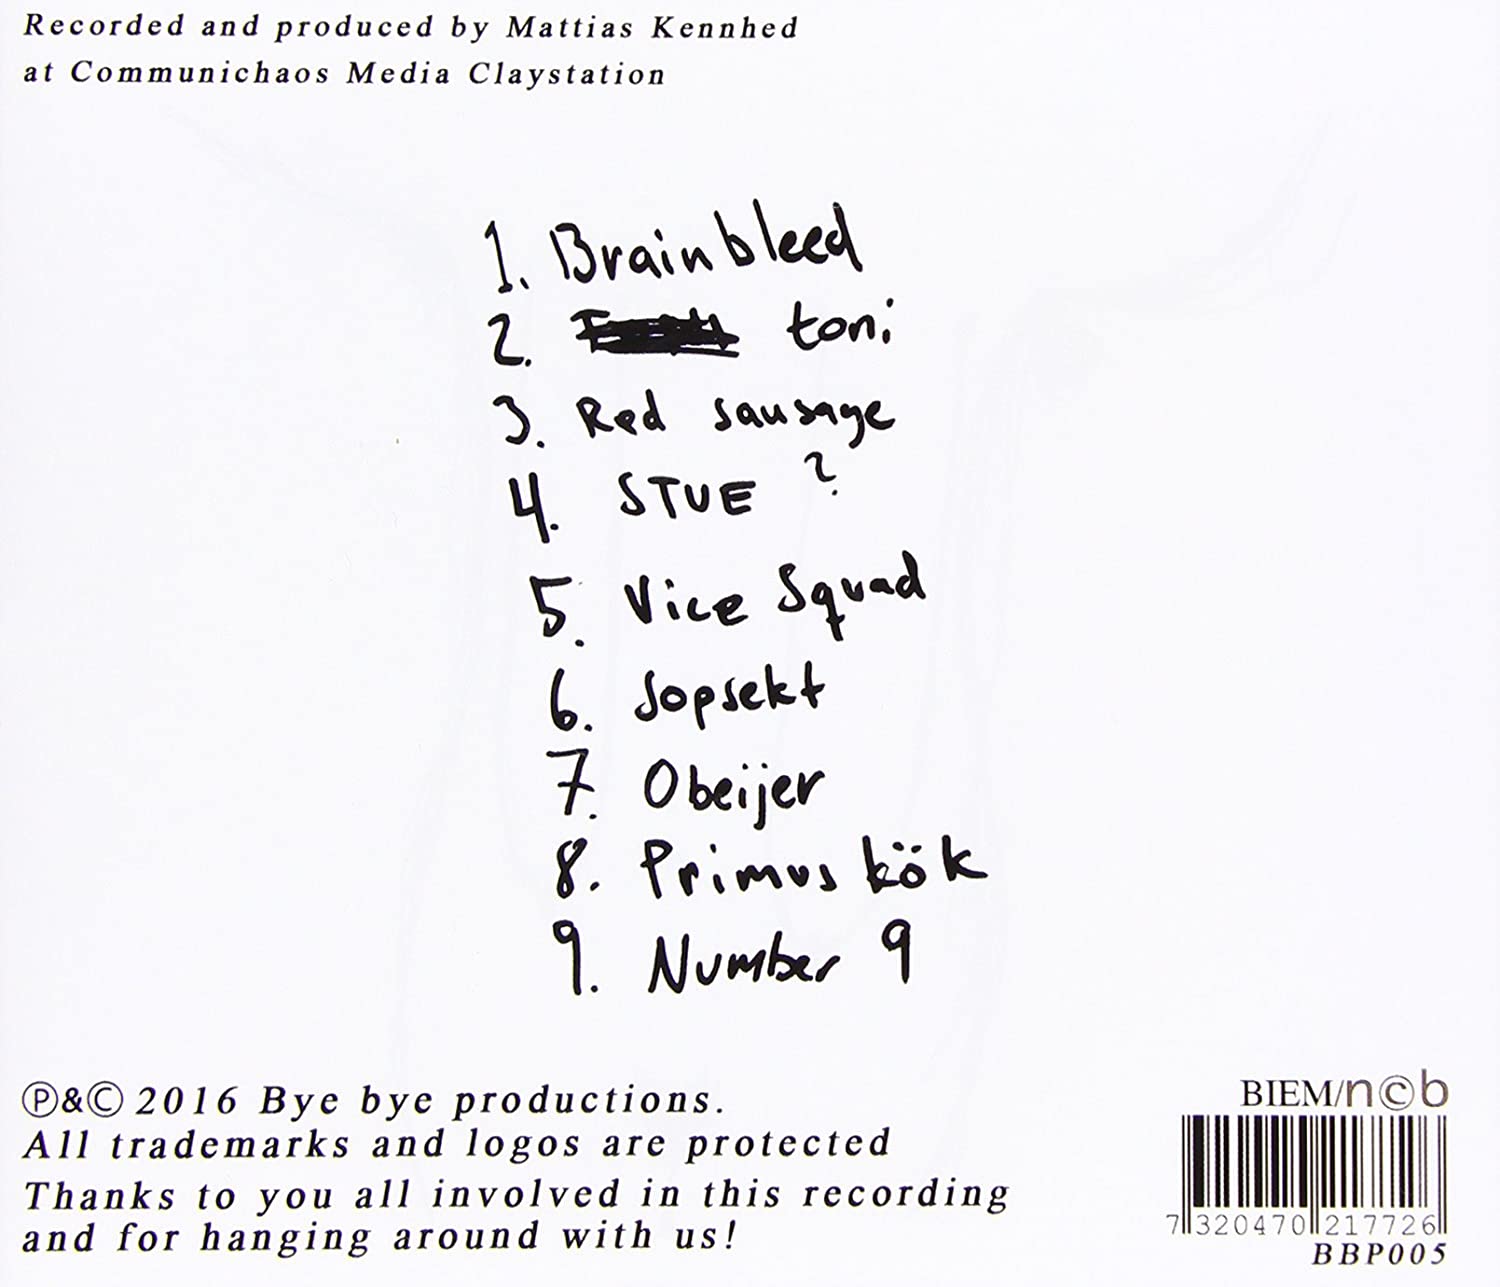 Recorded and produced by Mattias Kennhed
at Communichaos Media Claystation
1. Brainbleed
2. toni
3. Red sausage
4. STUE ?
5. Vice Squad
6. Sopsekt
7. Obeijer
8. Primus kök
9. Number 9
Ⓟ&© 2016 Bye bye productions.
All trademarks and logos are protected
Thanks to you all involved in this recording
and for hanging around with us!
BIEM/n©b
7 320470 217726
BBP005